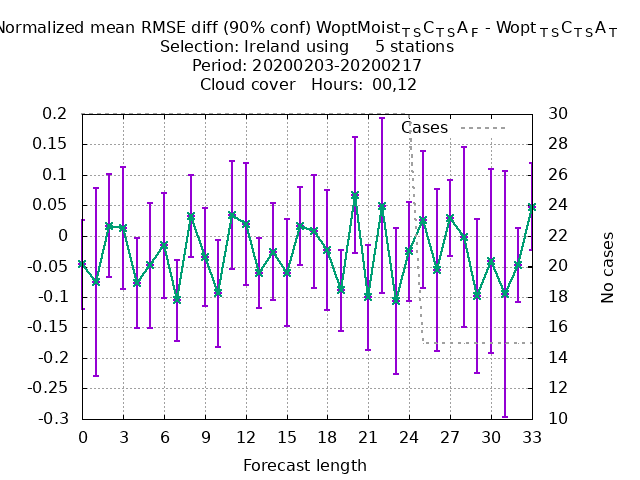 Normalized mean RMSE diff (90% conf) WoptMoist_TSC_TSA_F - Wopt_TSC_TSA_T
Selection: Ireland using 5 stations
Period: 20200203-20200217
Cloud cover Hours: 00,12
Cases
0.2
0.15
0.1
0.05
0
-0.05
-0.1
-0.15
-0.2
-0.25
-0.3
30
28
26
24
22
20
18
16
14
12
10
No cases
0 3 6 9 12 15 18 21 24 27 30 33
Forecast length